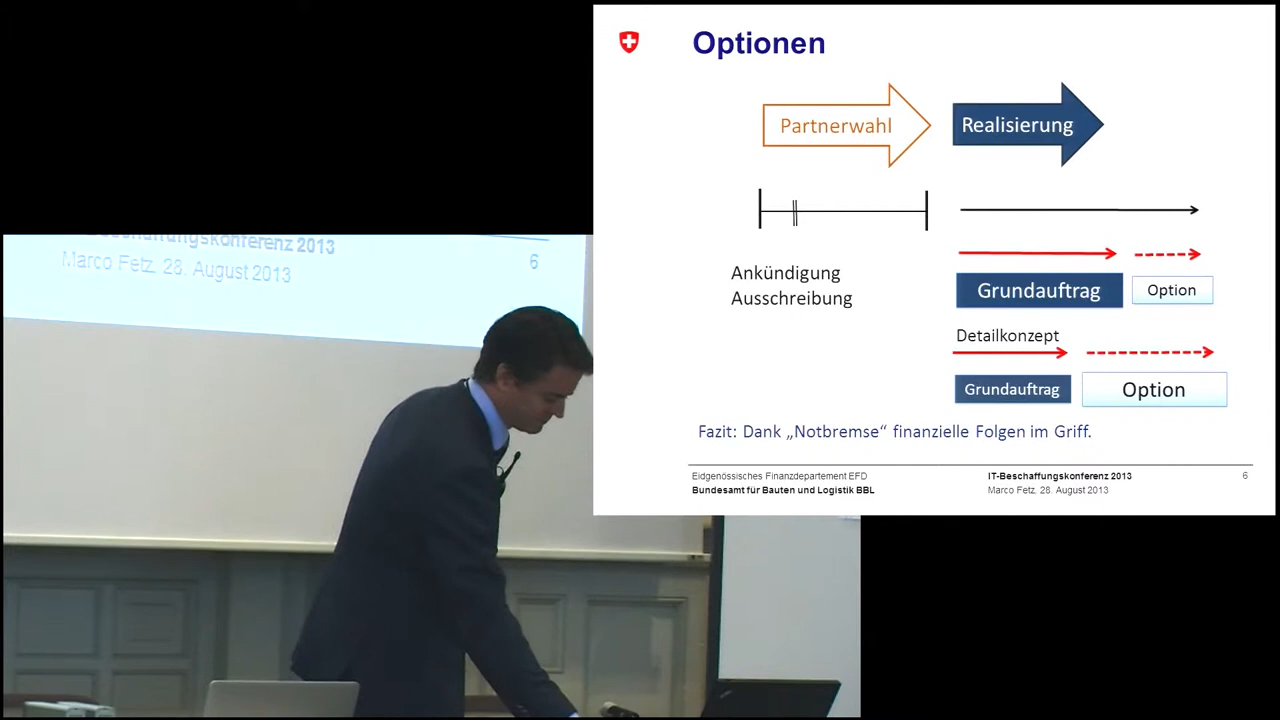 Optionen
Partnerwahl
Realisierung
Ankündigung
Ausschreibung
Grundauftrag
Option
Detailkonzept
Grundauftrag
Option
Fazit: Dank „Notbremse“ finanzielle Folgen im Griff.
Eidgenössisches Finanzdepartement EFD
Bundesamt für Bauten und Logistik BBL
IT-Beschaffungskonferenz 2013
Marco Fetz, 28. August 2013
6
Beschaffungskonferenz 2013
Marco Fetz, 28. August 2013
6